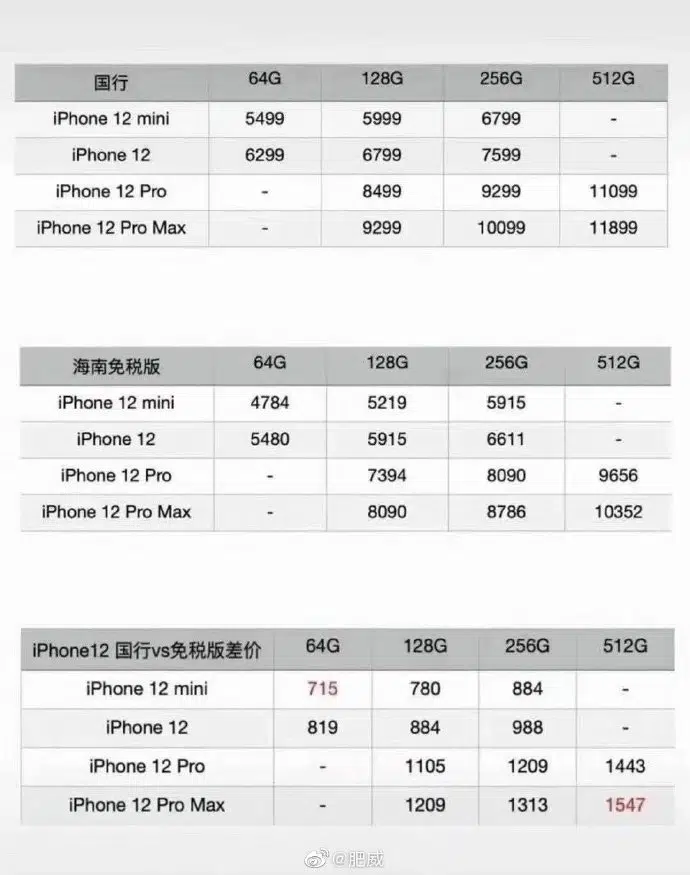 国行 64G 128G 256G 512G
iPhone 12 mini 5499 5999 6799 -
iPhone 12 6299 6799 7599 -
iPhone 12 Pro - 8499 9299 11099
iPhone 12 Pro Max - 9299 10099 11899
海南免税版 64G 128G 256G 512G
iPhone 12 mini 4784 5219 5915 -
iPhone 12 5480 5915 6611 -
iPhone 12 Pro - 7394 8090 9656
iPhone 12 Pro Max - 8090 8786 10352
iPhone12 国行vs免税版差价 64G 128G 256G 512G
iPhone 12 mini 715 780 884 -
iPhone 12 819 884 988 -
iPhone 12 Pro - 1105 1209 1443
iPhone 12 Pro Max - 1209 1313 1547
@肥威